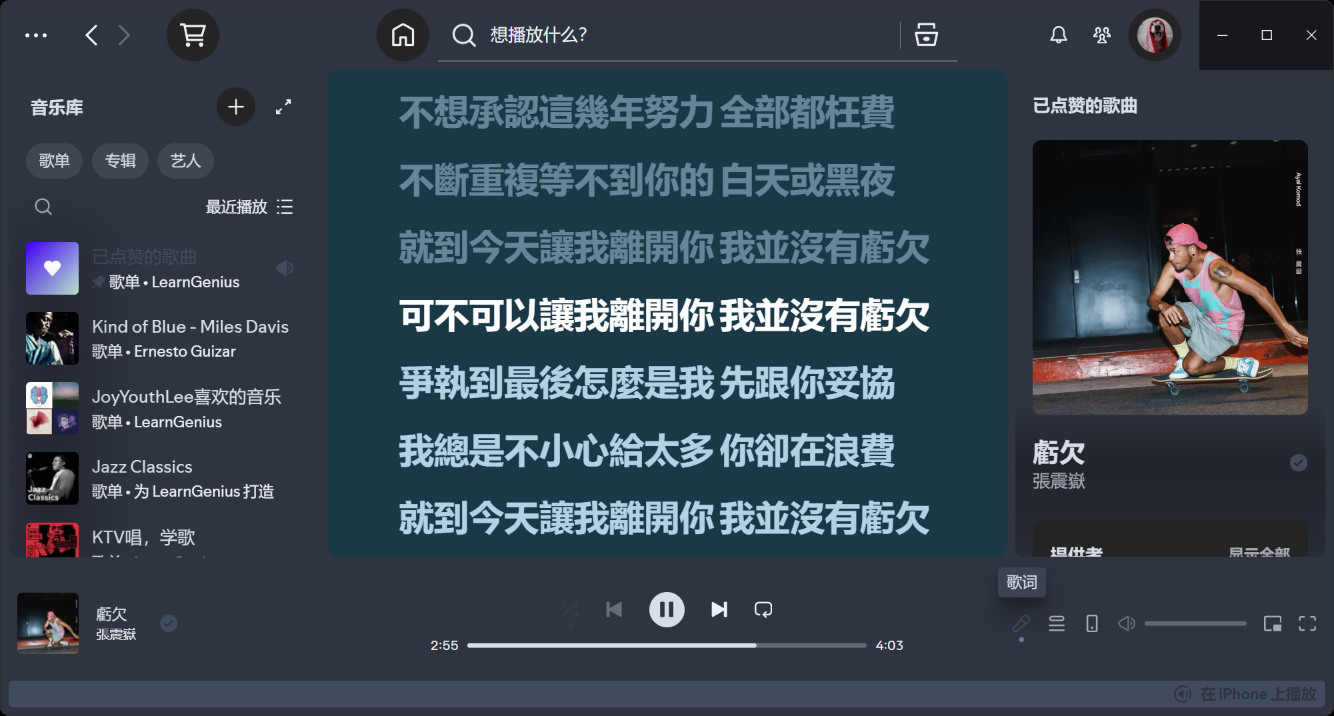 想播放什么?
音乐库
歌单 专辑 艺人
最近播放
已点赞的歌曲
歌单 • LearnGenius
Kind of Blue - Miles Davis
歌单 • Ernesto Guizar
JoyYouthLee喜欢的音乐
歌单 • LearnGenius
Jazz Classics
Jazz Classics
歌单 • 为 LearnGenius 打造
KTV唱，学歌
不想承認這幾年努力 全部都枉費
不斷重複等不到你的 白天或黑夜
就到今天讓我離開你 我並沒有虧欠
可不可以讓我離開你 我並沒有虧欠
爭執到最後怎麼是我 先跟你妥協
我總是不小心給太多 你卻在浪費
就到今天讓我離開你 我並沒有虧欠
已点赞的歌曲
虧欠
張震嶽
提供者
显示全部
歌词
虧欠
張震嶽
2:55
4:03
在 iPhone 上播放